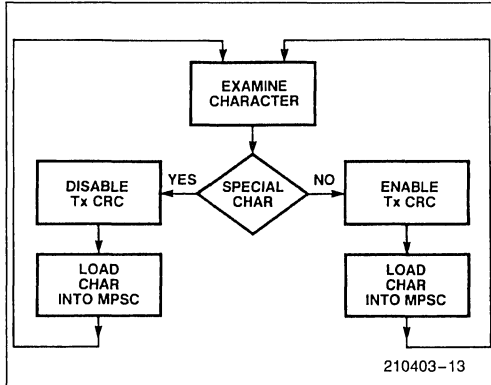 EXAMINE
CHARACTER
YES
SPECIAL
CHAR
NO
DISABLE
Tx CRC
ENABLE
Tx CRC
LOAD
CHAR
INTO MPSC
LOAD
CHAR
INTO MPSC
210403-13